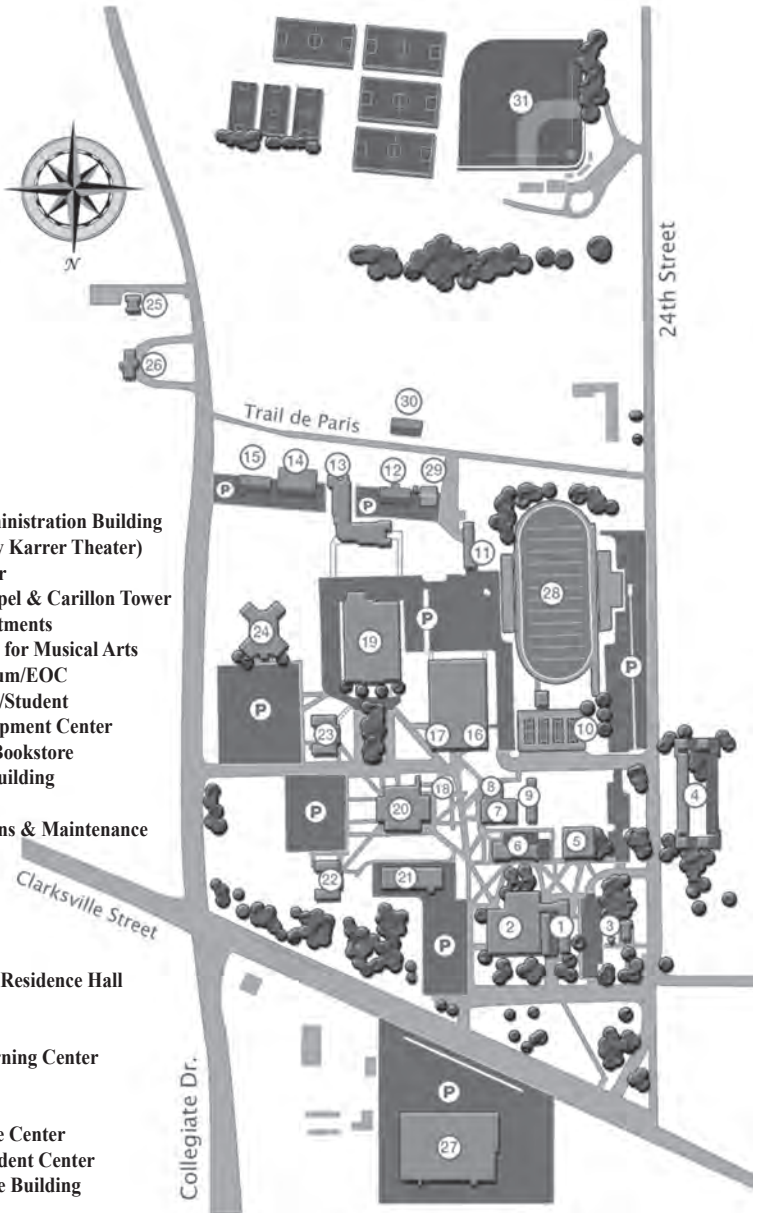 31
24th Street
N
25
26
30
Trail de Paris
15
14
13
12
29
P
P
11
28
24
19
P
P
P
23
17
16
10
4
18
8
9
20
7
P
6
5
22
21
2
1
3
P
Clarksville Street
Collegiate Dr.
P
27
inistration Building
y Karrer Theater)
r
pel & Carillon Tower
tments
for Musical Arts
um/EOC
/Student
pment Center
Bookstore
uilding
ns & Maintenance
Residence Hall
rning Center
e Center
dent Center
e Building